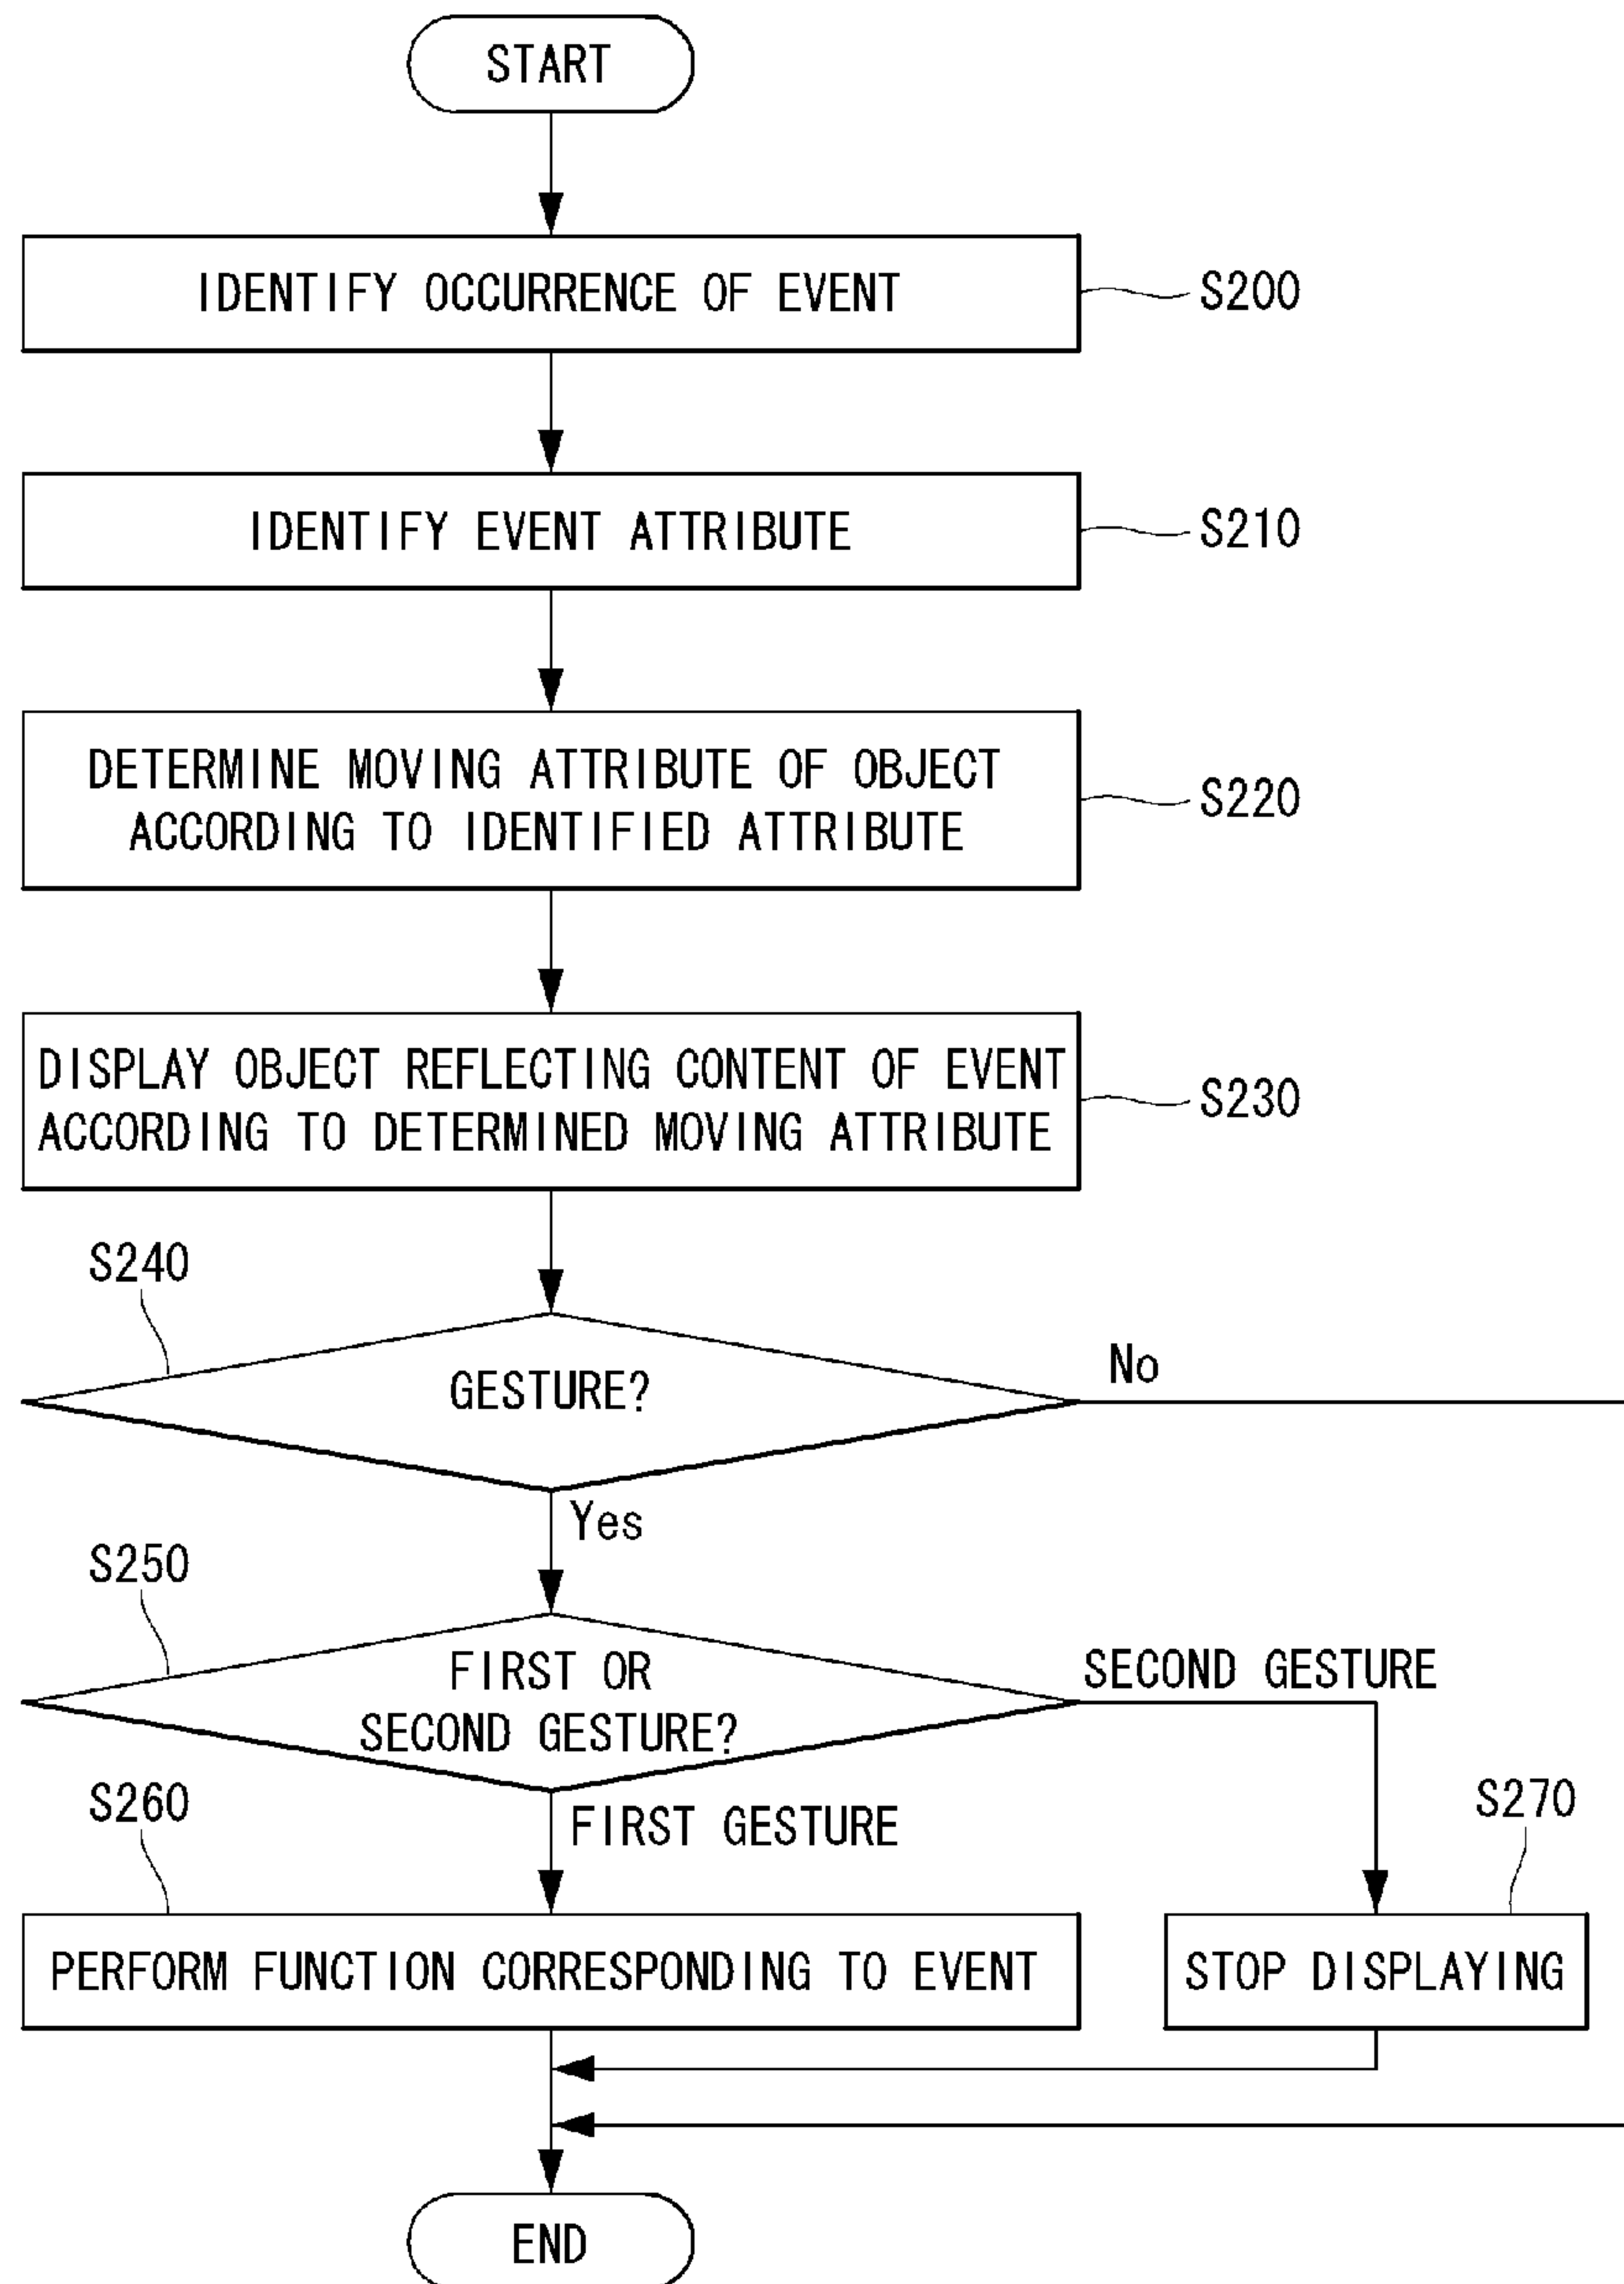 START
IDENTIFY OCCURRENCE OF EVENT
S200
IDENTIFY EVENT ATTRIBUTE
S210
DETERMINE MOVING ATTRIBUTE OF OBJECT
ACCORDING TO IDENTIFIED ATTRIBUTE
S220
DISPLAY OBJECT REFLECTING CONTENT OF EVENT
ACCORDING TO DETERMINED MOVING ATTRIBUTE
S230
S240
GESTURE?
No
Yes
S250
FIRST OR
SECOND GESTURE?
SECOND GESTURE
S260
FIRST GESTURE
S270
PERFORM FUNCTION CORRESPONDING TO EVENT
STOP DISPLAYING
END